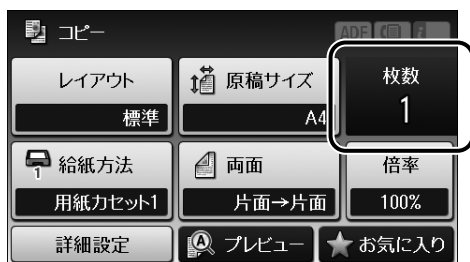 コピー
ADF
レイアウト
標準
原稿サイズ
A4
枚数
1
1
給紙方法
用紙カセット1
両面
片面→片面
倍率
100%
詳細設定
プレビュー
お気に入り